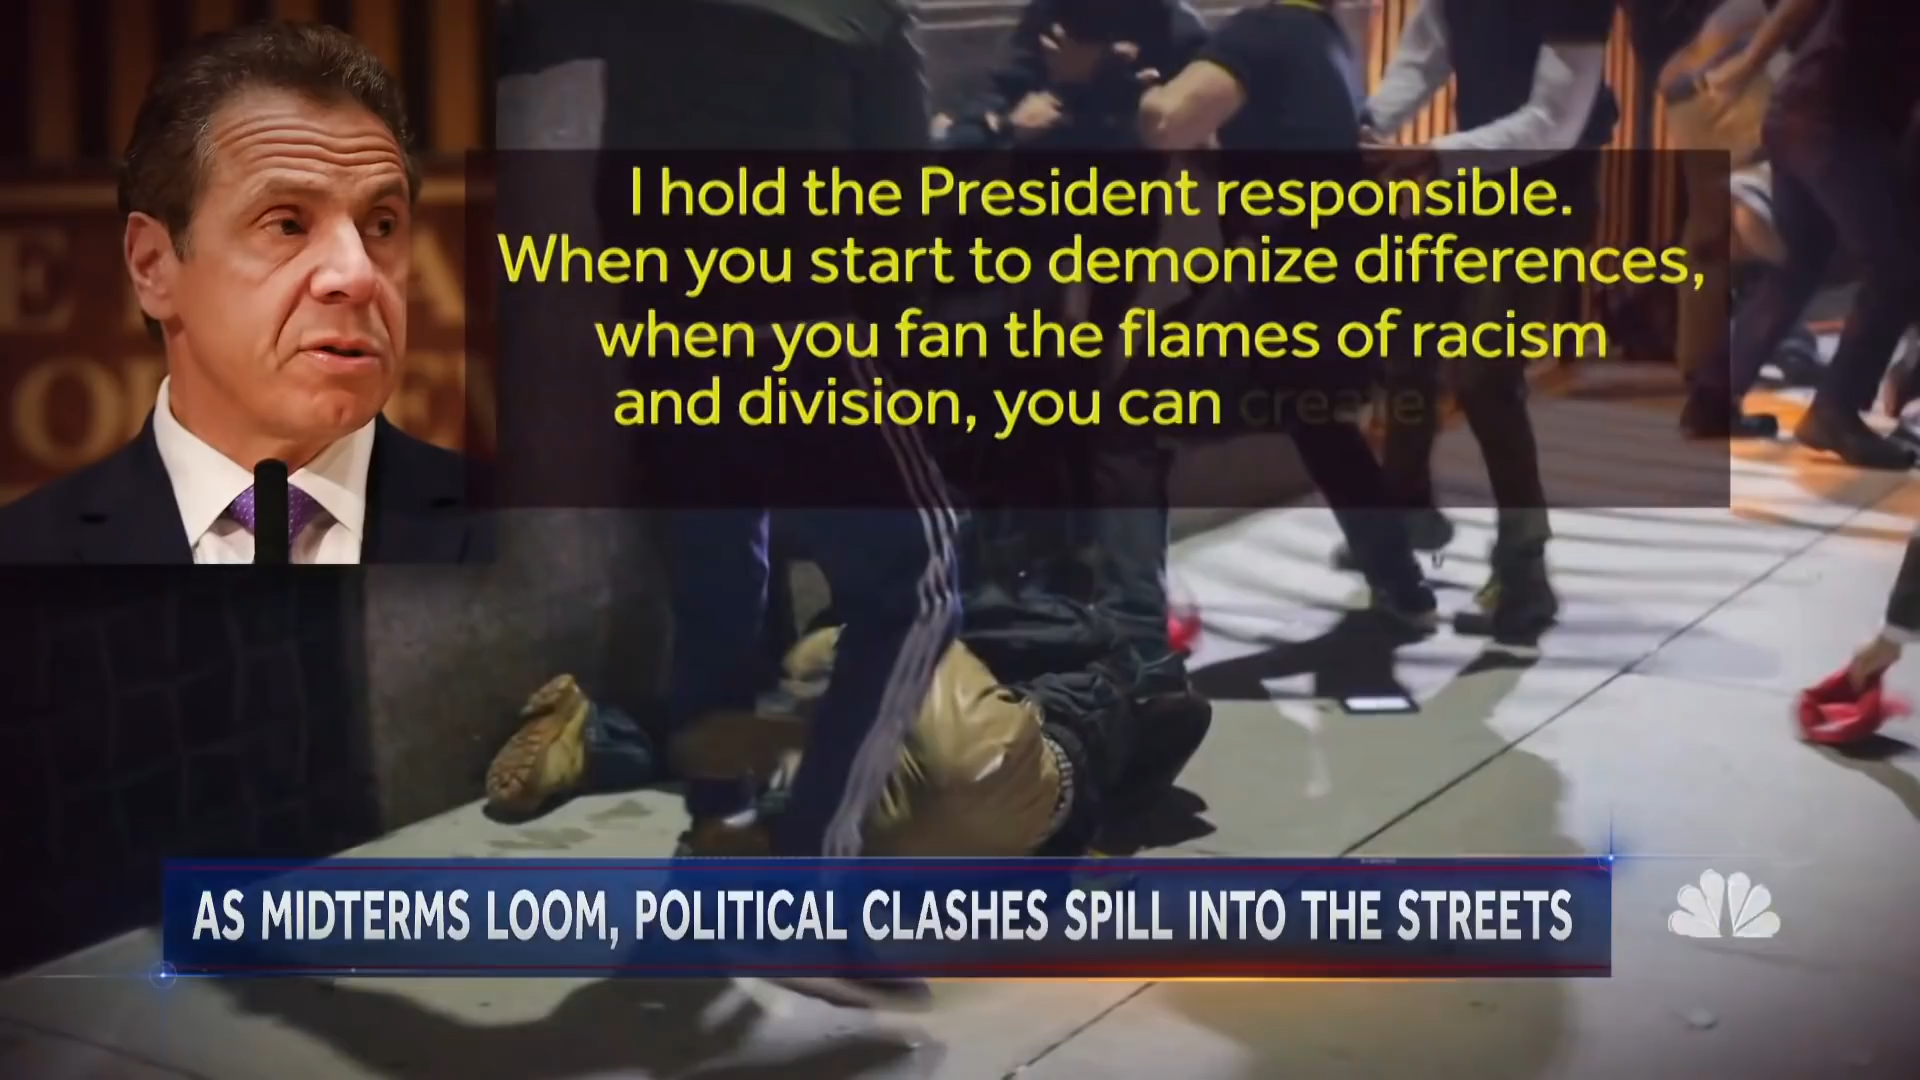 I hold the President responsible.
When you start to demonize differences,
when you fan the flames of racism
and division, you can create
AS MIDTERMS LOOM, POLITICAL CLASHES SPILL INTO THE STREETS